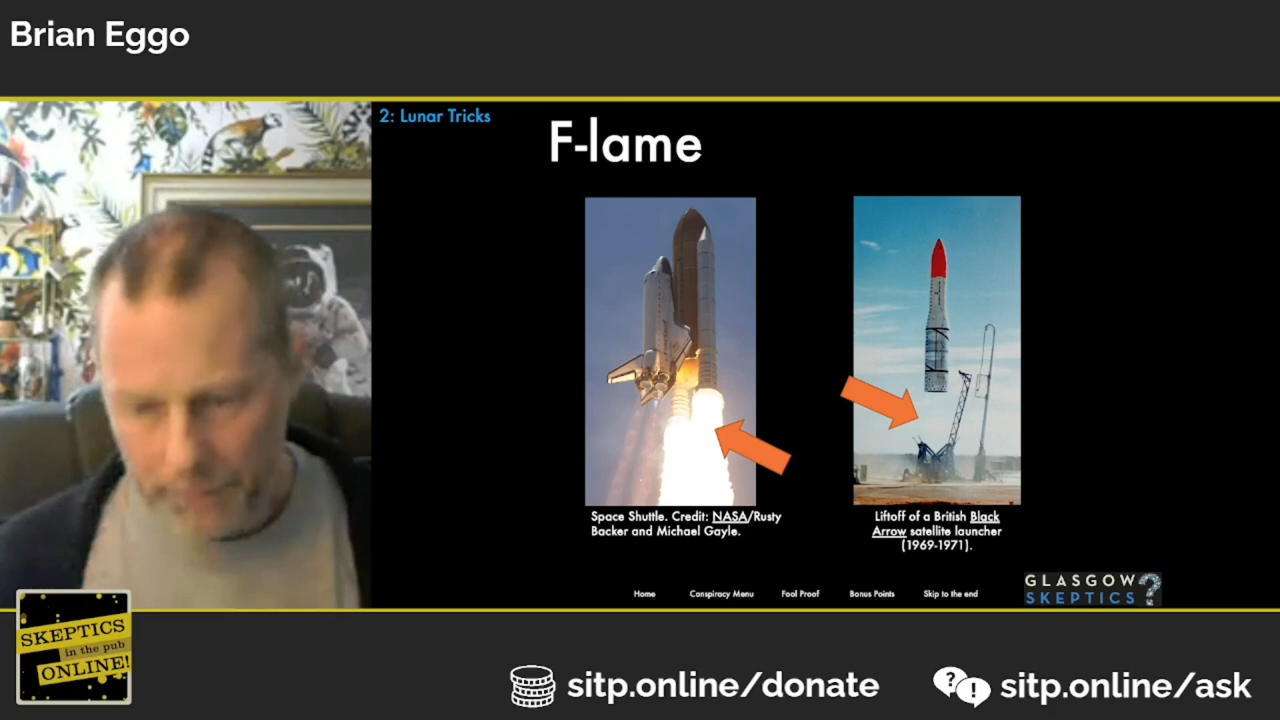 Brian Eggo
2: Lunar Tricks
F-lame
Space Shuttle. Credit: NASA/Rusty
Backer and Michael Gayle.
Liftoff of a British Black
Arrow satellite launcher
(1969-1971).
Home
Conspiracy Menu
Fool Proof
Bonus Points
Skip to the end
GLASGOW
SKEPTICS
?
SKEPTICS
in the pub
ONLINE!
sitp.online/donate
?!
sitp.online/ask